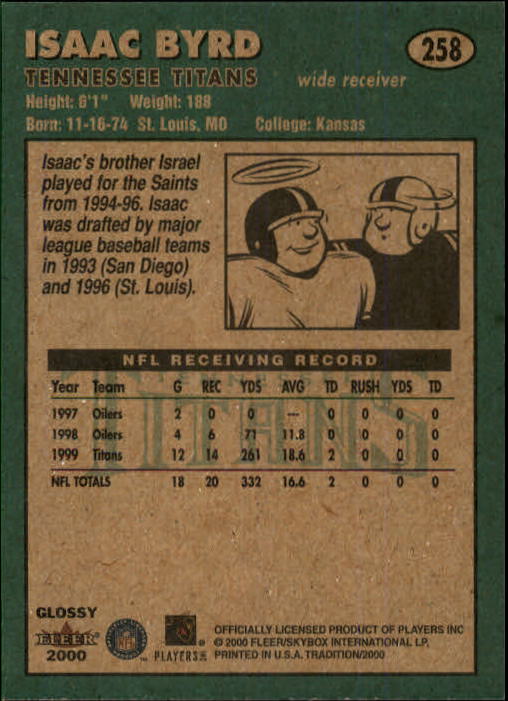 ISAAC BYRD
258
TENNESSEE TITANS wide receiver
Height: 6'1" Weight: 188
Born: 11-16-74 St. Louis, MO College: Kansas
Isaac's brother Israel
played for the Saints
from 1994-96. Isaac
was drafted by major
league baseball teams
in 1993 (San Diego)
and 1996 (St. Louis).
NFL RECEIVING RECORD
Year Team G REC YDS AVG TD RUSH YDS TD
1997 Oilers 2 0 0 --- 0 0 0 0
1998 Oilers 4 6 71 11.8 0 0 0 0
1999 Titans 12 14 261 18.6 2 0 0 0
NFL TOTALS 18 20 332 16.6 2 0 0 0
TITANS
GLOSSY
FLEER
2000
NFL
PLAYERS INC
OFFICIALLY LICENSED PRODUCT OF PLAYERS INC
© 2000 FLEER/SKYBOX INTERNATIONAL LP,
PRINTED IN U.S.A. TRADITION/2000